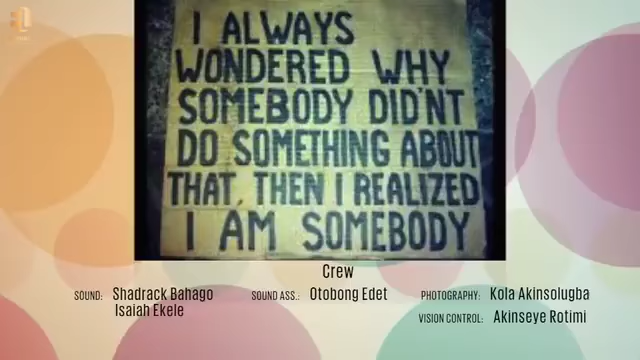 I ALWAYS
WONDERED WHY
SOMEBODY DID'NT
DO SOMETHING ABOUT
THAT, THEN I REALIZED
I AM SOMEBODY
Crew
SOUND: Shadrack Bahago
Isaiah Ekele
SOUND ASS.: Otobong Edet
PHOTOGRAPHY: Kola Akinsolugba
VISION CONTROL: Akinseye Rotimi